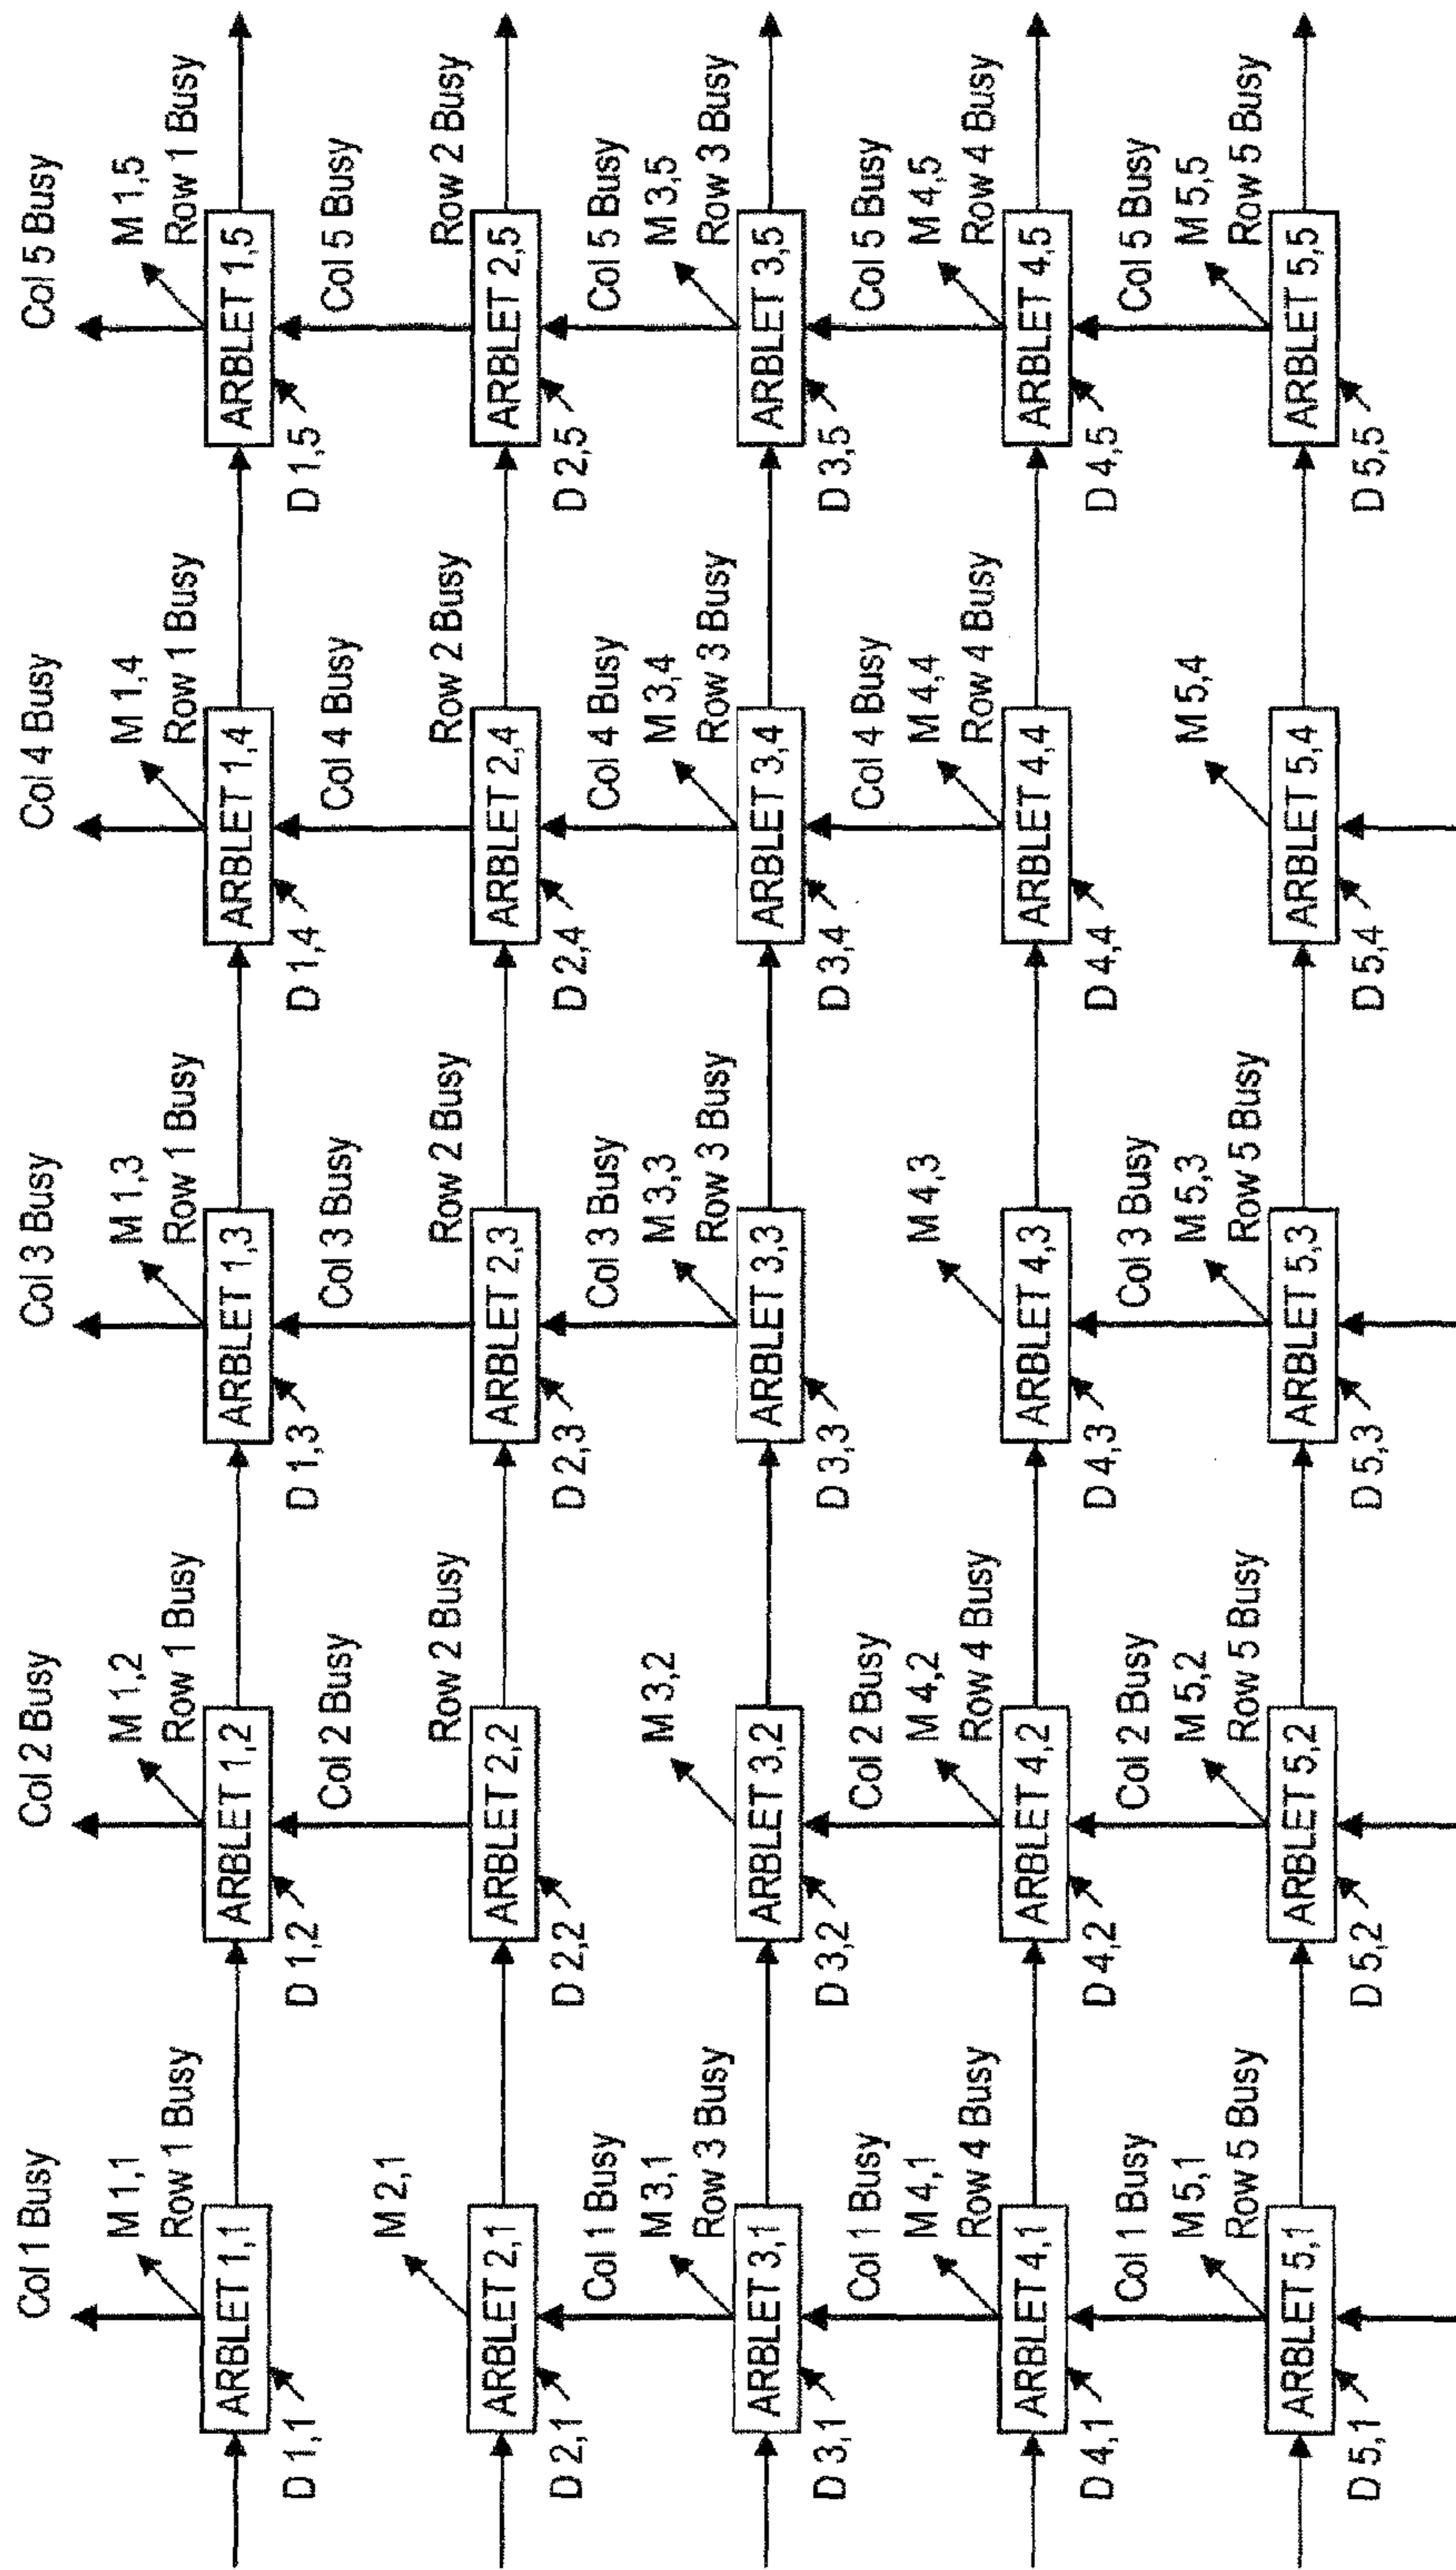 Col 1 Busy Col 2 Busy Col 3 Busy Col 4 Busy Col 5 Busy
M 1,1 M 1,2 M 1,3 M 1,4 M 1,5
Row 1 Busy Row 1 Busy Row 1 Busy Row 1 Busy Row 1 Busy
ARBLET 1,1 ARBLET 1,2 ARBLET 1,3 ARBLET 1,4 ARBLET 1,5
D 1,1 D 1,2 D 1,3 D 1,4 D 1,5
Col 2 Busy Col 3 Busy Col 4 Busy Col 5 Busy
M 2,1
Row 2 Busy Row 2 Busy Row 2 Busy Row 2 Busy
ARBLET 2,1 ARBLET 2,2 ARBLET 2,3 ARBLET 2,4 ARBLET 2,5
D 2,1 D 2,2 D 2,3 D 2,4 D 2,5
Col 1 Busy Col 3 Busy Col 4 Busy Col 5 Busy
M 3,1 M 3,2 M 3,3 M 3,4 M 3,5
Row 3 Busy Row 3 Busy Row 3 Busy Row 3 Busy
ARBLET 3,1 ARBLET 3,2 ARBLET 3,3 ARBLET 3,4 ARBLET 3,5
D 3,1 D 3,2 D 3,3 D 3,4 D 3,5
Col 1 Busy Col 2 Busy Col 4 Busy Col 5 Busy
M 4,1 M 4,2 M 4,3 M 4,4 M 4,5
Row 4 Busy Row 4 Busy Row 4 Busy Row 4 Busy
ARBLET 4,1 ARBLET 4,2 ARBLET 4,3 ARBLET 4,4 ARBLET 4,5
D 4,1 D 4,2 D 4,3 D 4,4 D 4,5
Col 1 Busy Col 2 Busy Col 3 Busy Col 5 Busy
M 5,1 M 5,2 M 5,3 M 5,4 M 5,5
Row 5 Busy Row 5 Busy Row 5 Busy Row 5 Busy
ARBLET 5,1 ARBLET 5,2 ARBLET 5,3 ARBLET 5,4 ARBLET 5,5
D 5,1 D 5,2 D 5,3 D 5,4 D 5,5